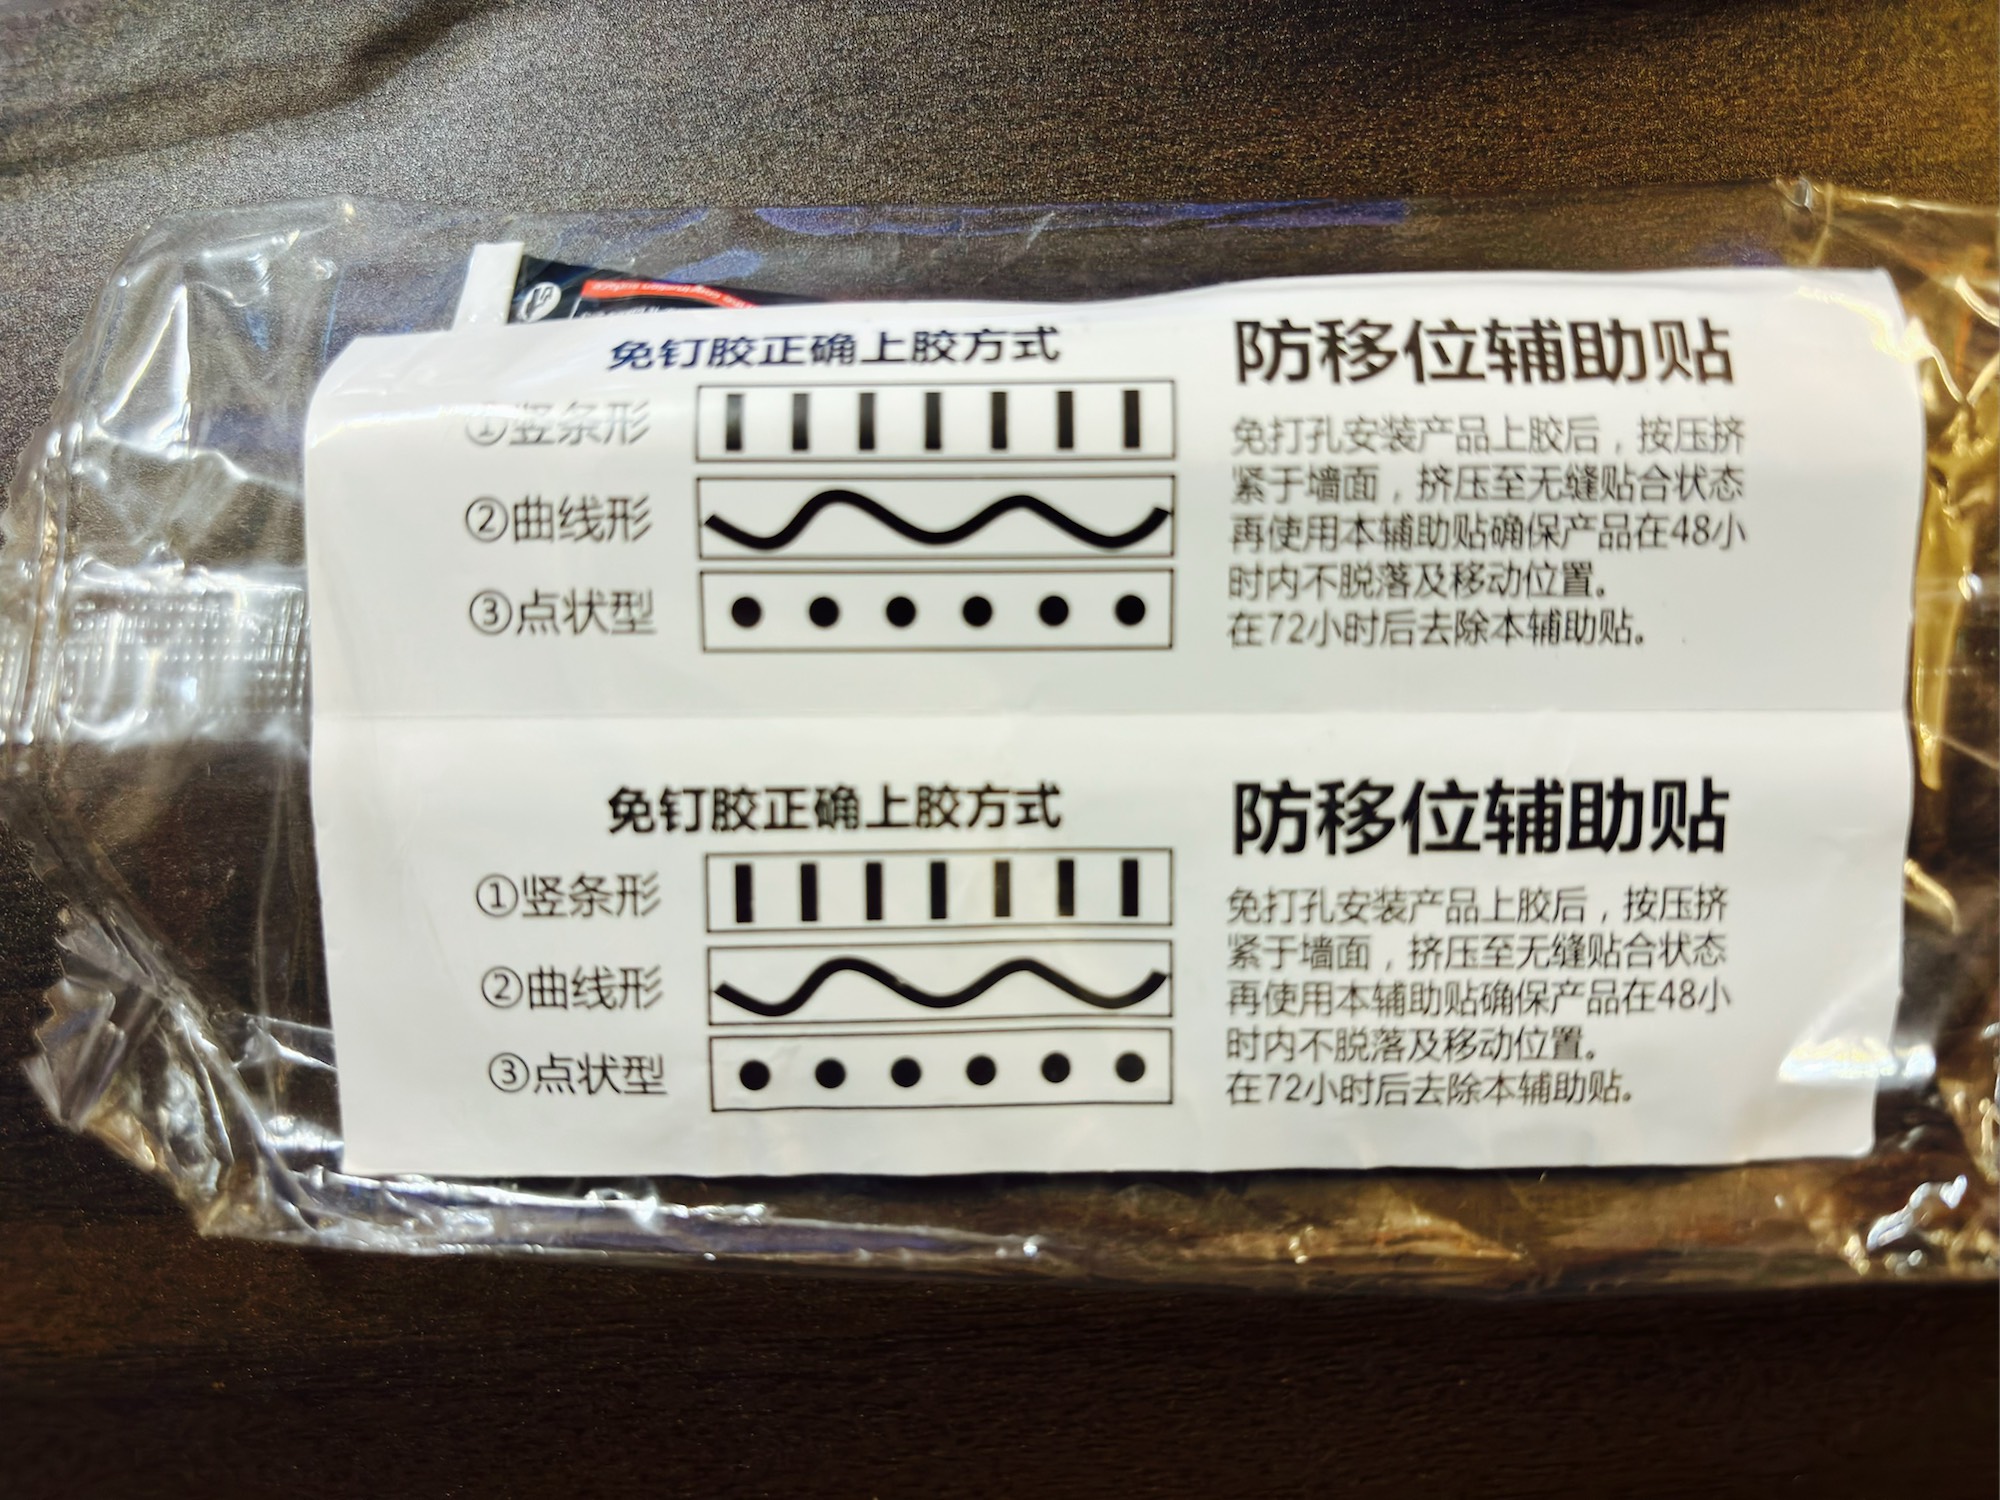 免钉胶正确上胶方式
①竖条形
②曲线形
③点状型
防移位辅助贴
免打孔安装产品上胶后，按压挤
紧于墙面，挤压至无缝贴合状态
再使用本辅助贴确保产品在48小
时内不脱落及移动位置。
在72小时后去除本辅助贴。
免钉胶正确上胶方式
①竖条形
②曲线形
③点状型
防移位辅助贴
免打孔安装产品上胶后，按压挤
紧于墙面，挤压至无缝贴合状态
再使用本辅助贴确保产品在48小
时内不脱落及移动位置。
在72小时后去除本辅助贴。